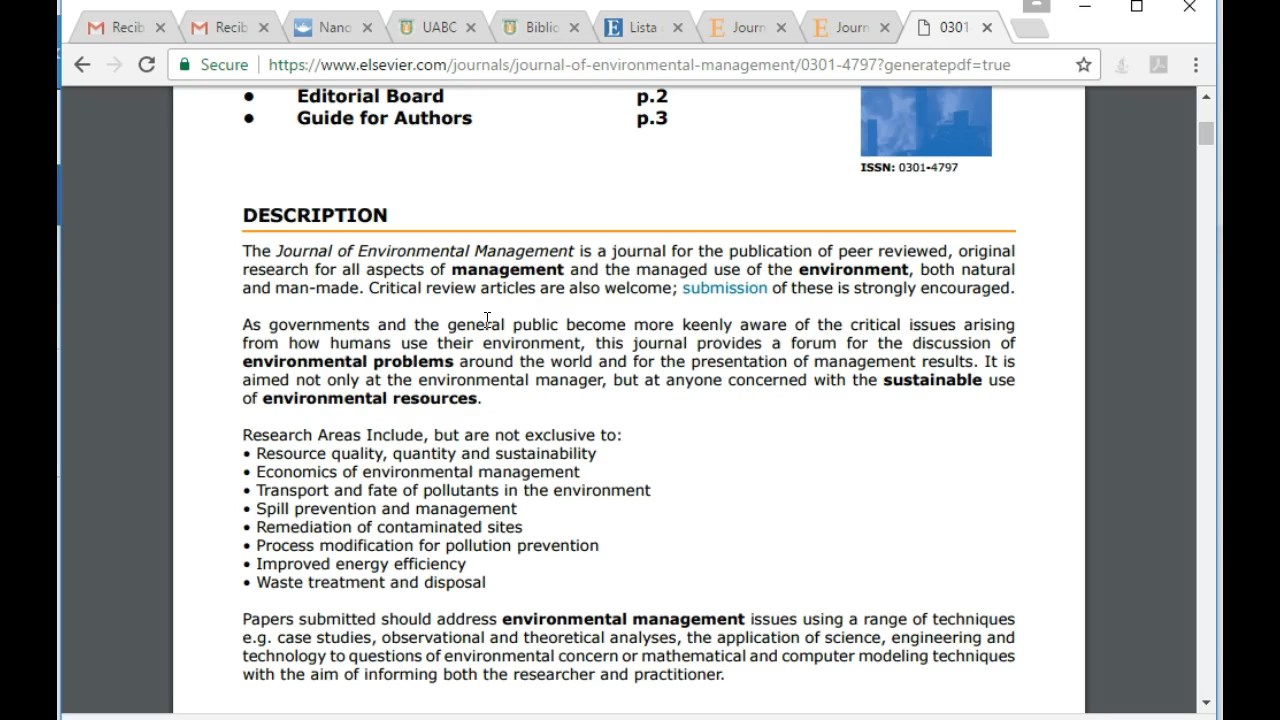 Recib
Recib
Nano
UABC
Biblio
Lista
Journ
Journ
0301
Secure
https://www.elsevier.com/journals/journal-of-environmental-management/0301-4797?generatepdf=true
• Editorial Board p.2
• Guide for Authors p.3
ISSN: 0301-4797
DESCRIPTION
The Journal of Environmental Management is a journal for the publication of peer reviewed, original
research for all aspects of management and the managed use of the environment, both natural
and man-made. Critical review articles are also welcome; submission of these is strongly encouraged.
As governments and the general public become more keenly aware of the critical issues arising
from how humans use their environment, this journal provides a forum for the discussion of
environmental problems around the world and for the presentation of management results. It is
aimed not only at the environmental manager, but at anyone concerned with the sustainable use
of environmental resources.
Research Areas Include, but are not exclusive to:
• Resource quality, quantity and sustainability
• Economics of environmental management
• Transport and fate of pollutants in the environment
• Spill prevention and management
• Remediation of contaminated sites
• Process modification for pollution prevention
• Improved energy efficiency
• Waste treatment and disposal
Papers submitted should address environmental management issues using a range of techniques
e.g. case studies, observational and theoretical analyses, the application of science, engineering and
technology to questions of environmental concern or mathematical and computer modeling techniques
with the aim of informing both the researcher and practitioner.